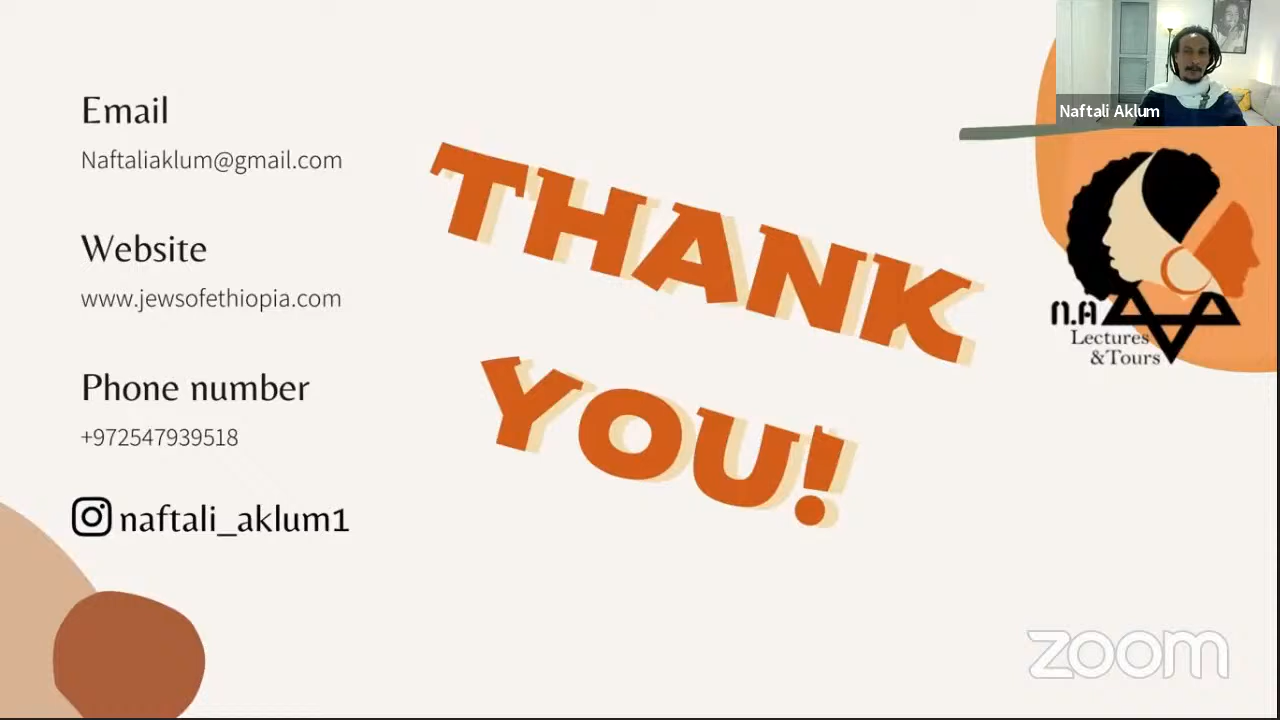 Email
Naftaliaklum@gmail.com
Website
www.jewsofethiopia.com
Phone number
+972547939518
naftali_aklum1
THANK
YOU!
Naftali Aklum
N.A
Lectures
&Tours
zoom